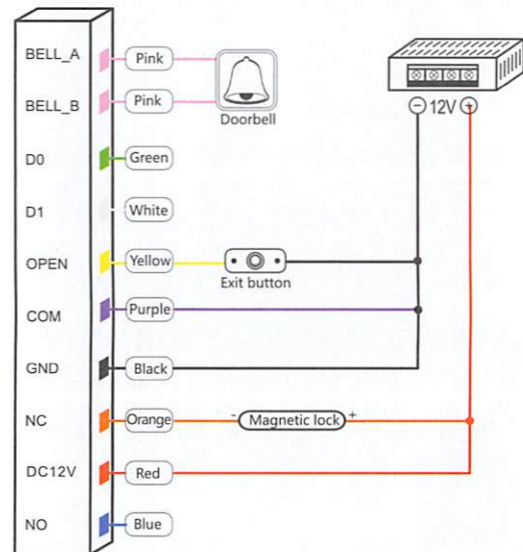 BELL_A Pink
BELL_B Pink
Doorbell
− 12V +
D0 Green
D1 White
OPEN Yellow
Exit button
COM Purple
GND Black
NC Orange - Magnetic lock +
DC12V Red
NO Blue